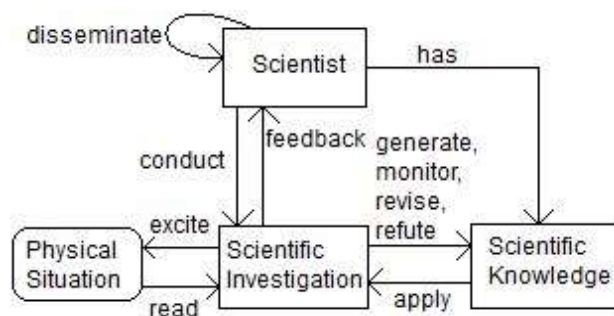 disseminate
Scientist
has
conduct
feedback
generate,
monitor,
revise,
refute
excite
Physical
Situation
Scientific
Investigation
Scientific
Knowledge
read
apply